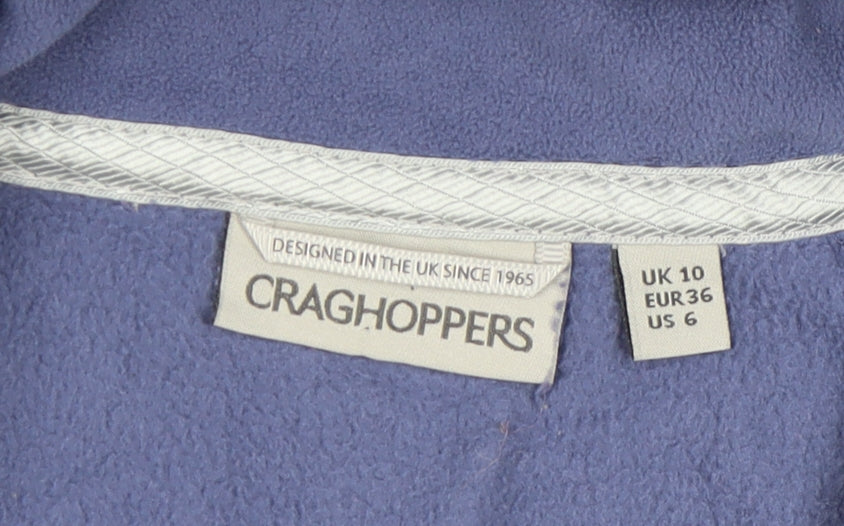 DESIGNED IN THE UK SINCE 1965
CRAGHOPPERS
UK 10
EUR 36
US 6